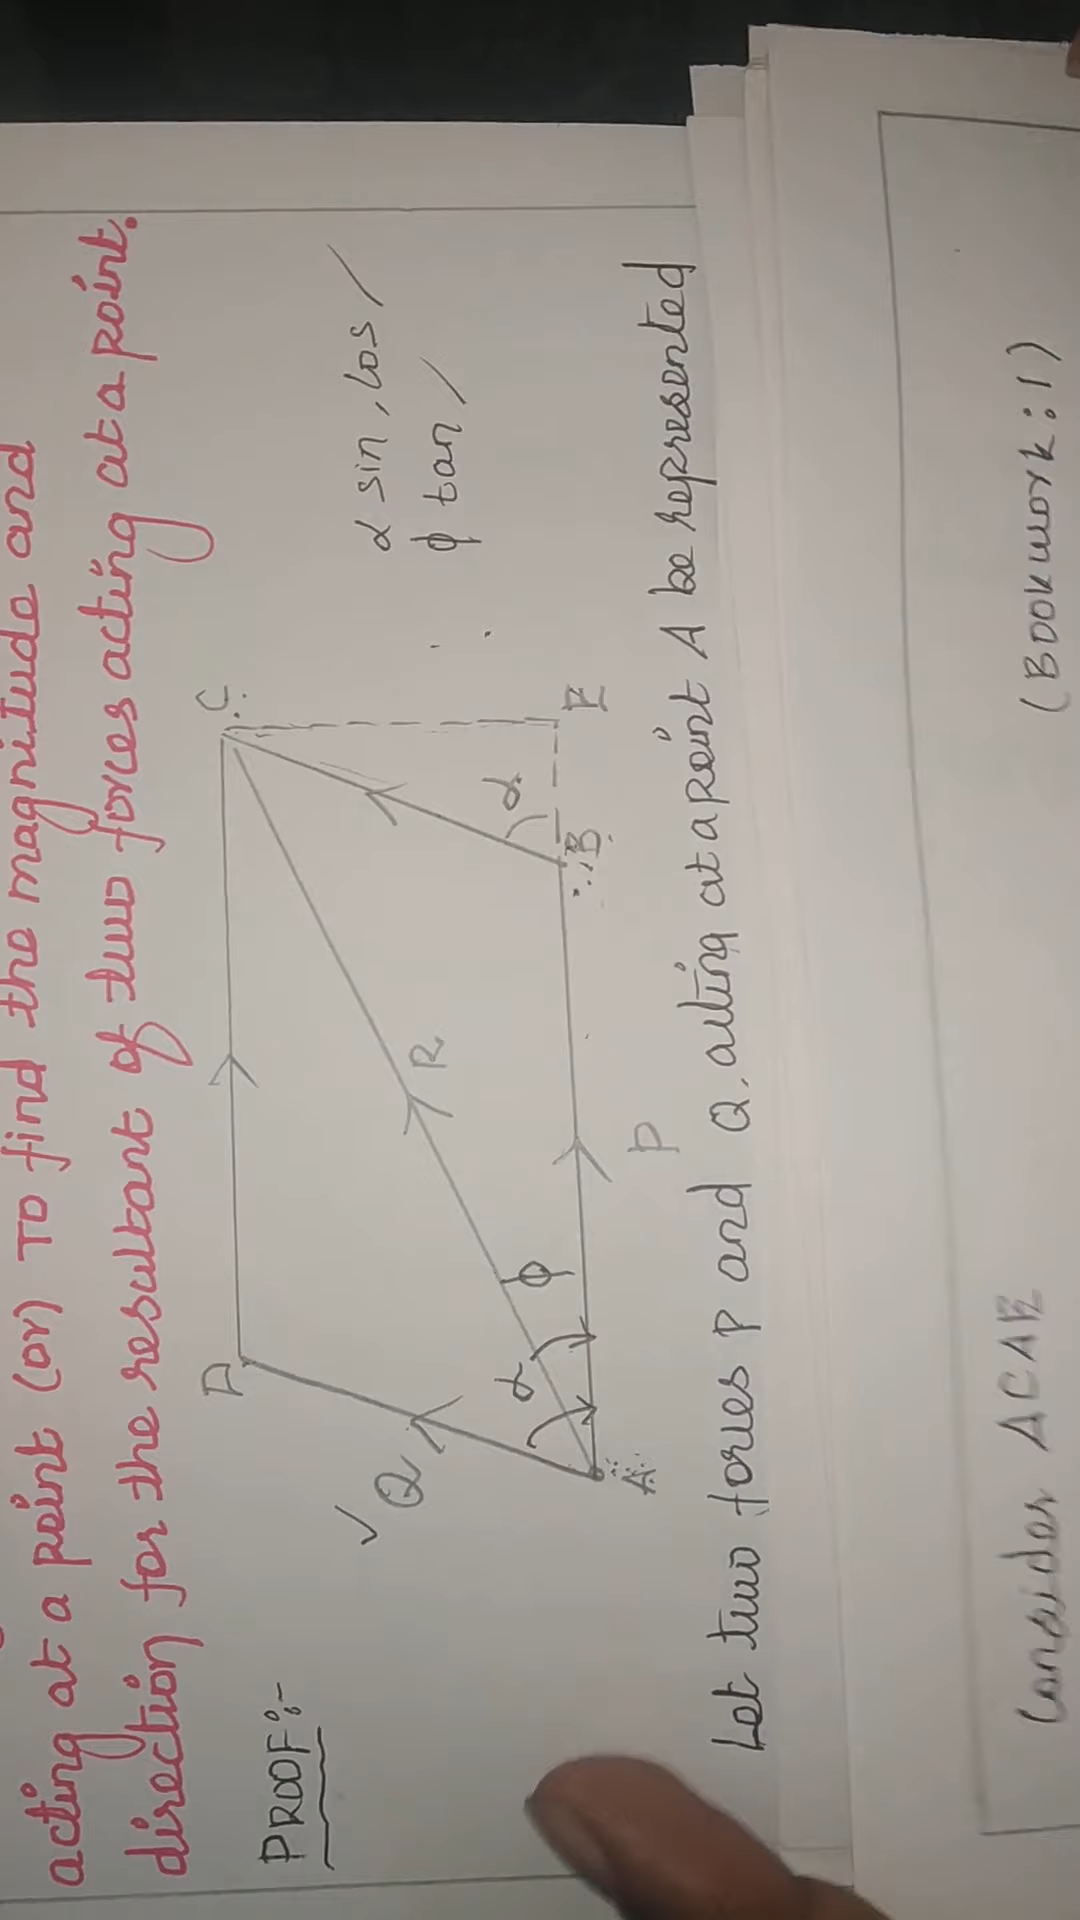 acting at a point (or) TO find the magnitude and
direction for the resultant of two forces acting at a point.
PROOF:-
D
C
α sin, cos /
ϕ tan /
Q
R
α
ϕ
α
A
P
B
E
Let two forces P and Q, acting at a point A be represented
Consider ΔCAE
(Bookwork:1)